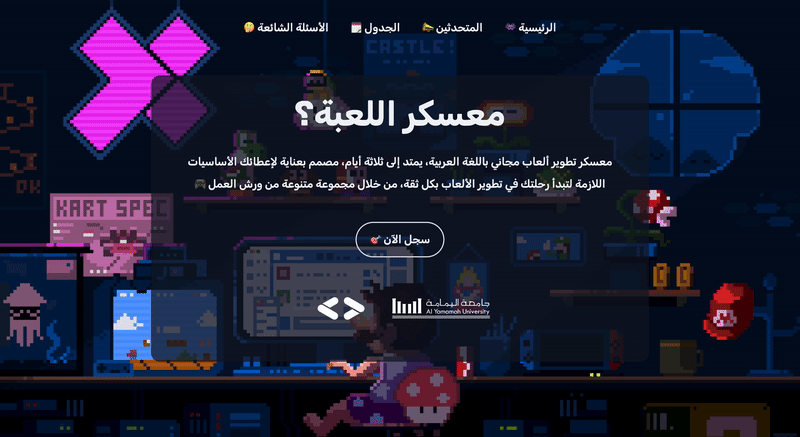 الرئيسية 👾
المتحدثين 📣
الجدول 🗓️
الأسئلة الشائعة 🤔
CASTLE!
معسكر اللعبة؟
معسكر تطوير ألعاب مجاني باللغة العربية، يمتد إلى ثلاثة أيام، مصمم بعناية لإعطائك الأساسيات
اللازمة لتبدأ رحلتك في تطوير الألعاب بكل ثقة، من خلال مجموعة متنوعة من ورش العمل 🎮
DK
KART SPEC
سجل الآن 🎯
جامعة اليمامة
Al Yamamah University